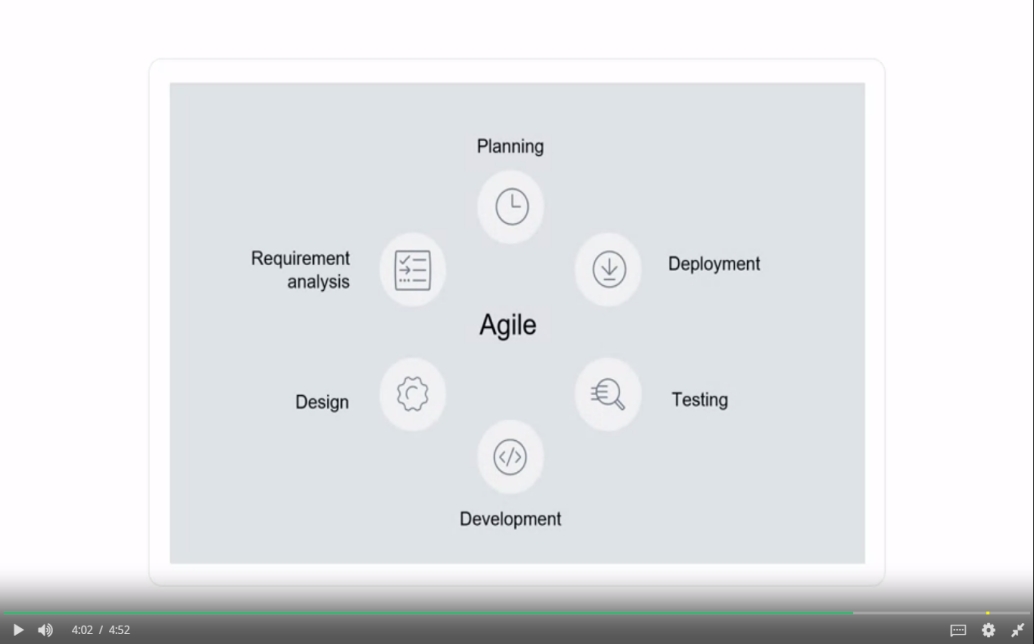 Planning
Requirement
analysis
Deployment
Agile
Design
Testing
Development
4:02 / 4:52